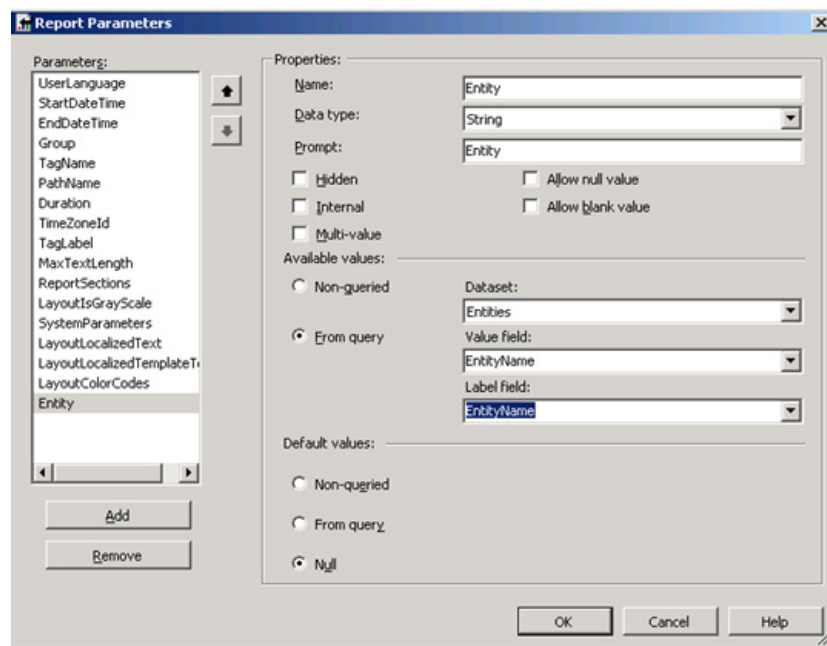 Report Parameters
Parameters:
UserLanguage
StartDateTime
EndDateTime
Group
TagName
PathName
Duration
TimeZoneId
TagLabel
MaxTextLength
ReportSections
LayoutIsGrayScale
SystemParameters
LayoutLocalizedText
LayoutLocalizedTemplateT
LayoutColorCodes
Entity
Add
Remove
Properties:
Name:
Entity
Data type:
String
Prompt:
Entity
Hidden
Allow null value
Internal
Allow blank value
Multi-value
Available values:
Non-queried
Dataset:
Entities
From query
Value field:
EntityName
Label field:
EntityName
Default values:
Non-queried
From query
Null
OK
Cancel
Help